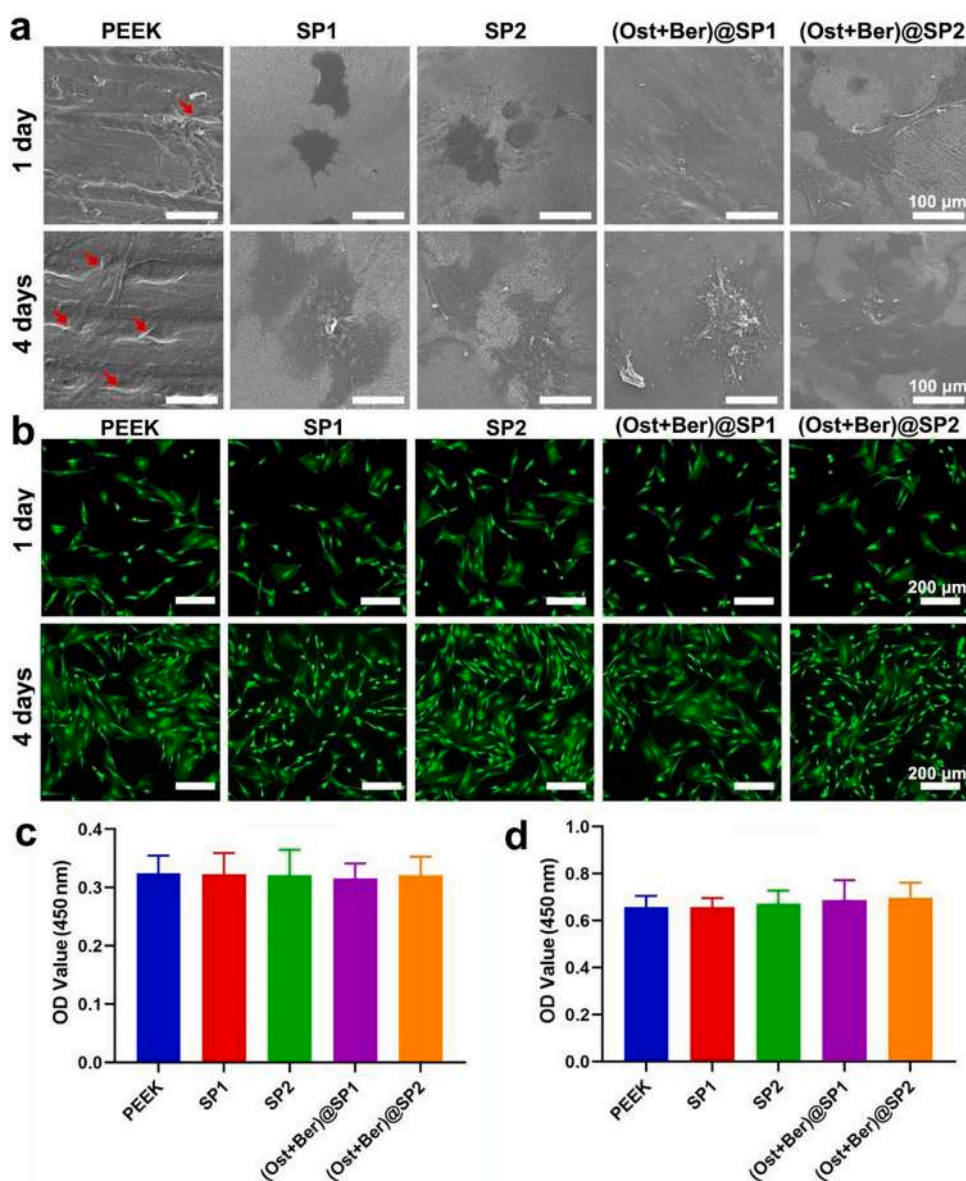 a
PEEK SP1 SP2 (Ost+Ber)@SP1 (Ost+Ber)@SP2
1 day
100 µm
4 days
100 µm
b
PEEK SP1 SP2 (Ost+Ber)@SP1 (Ost+Ber)@SP2
1 day
200 µm
4 days
200 µm
c
OD Value (450 nm)
0.4
0.3
0.2
0.1
0.0
PEEK
SP1
SP2
(Ost+Ber)@SP1
(Ost+Ber)@SP2
d
OD Value (450 nm)
1.0
0.8
0.6
0.4
0.2
0.0
PEEK
SP1
SP2
(Ost+Ber)@SP1
(Ost+Ber)@SP2